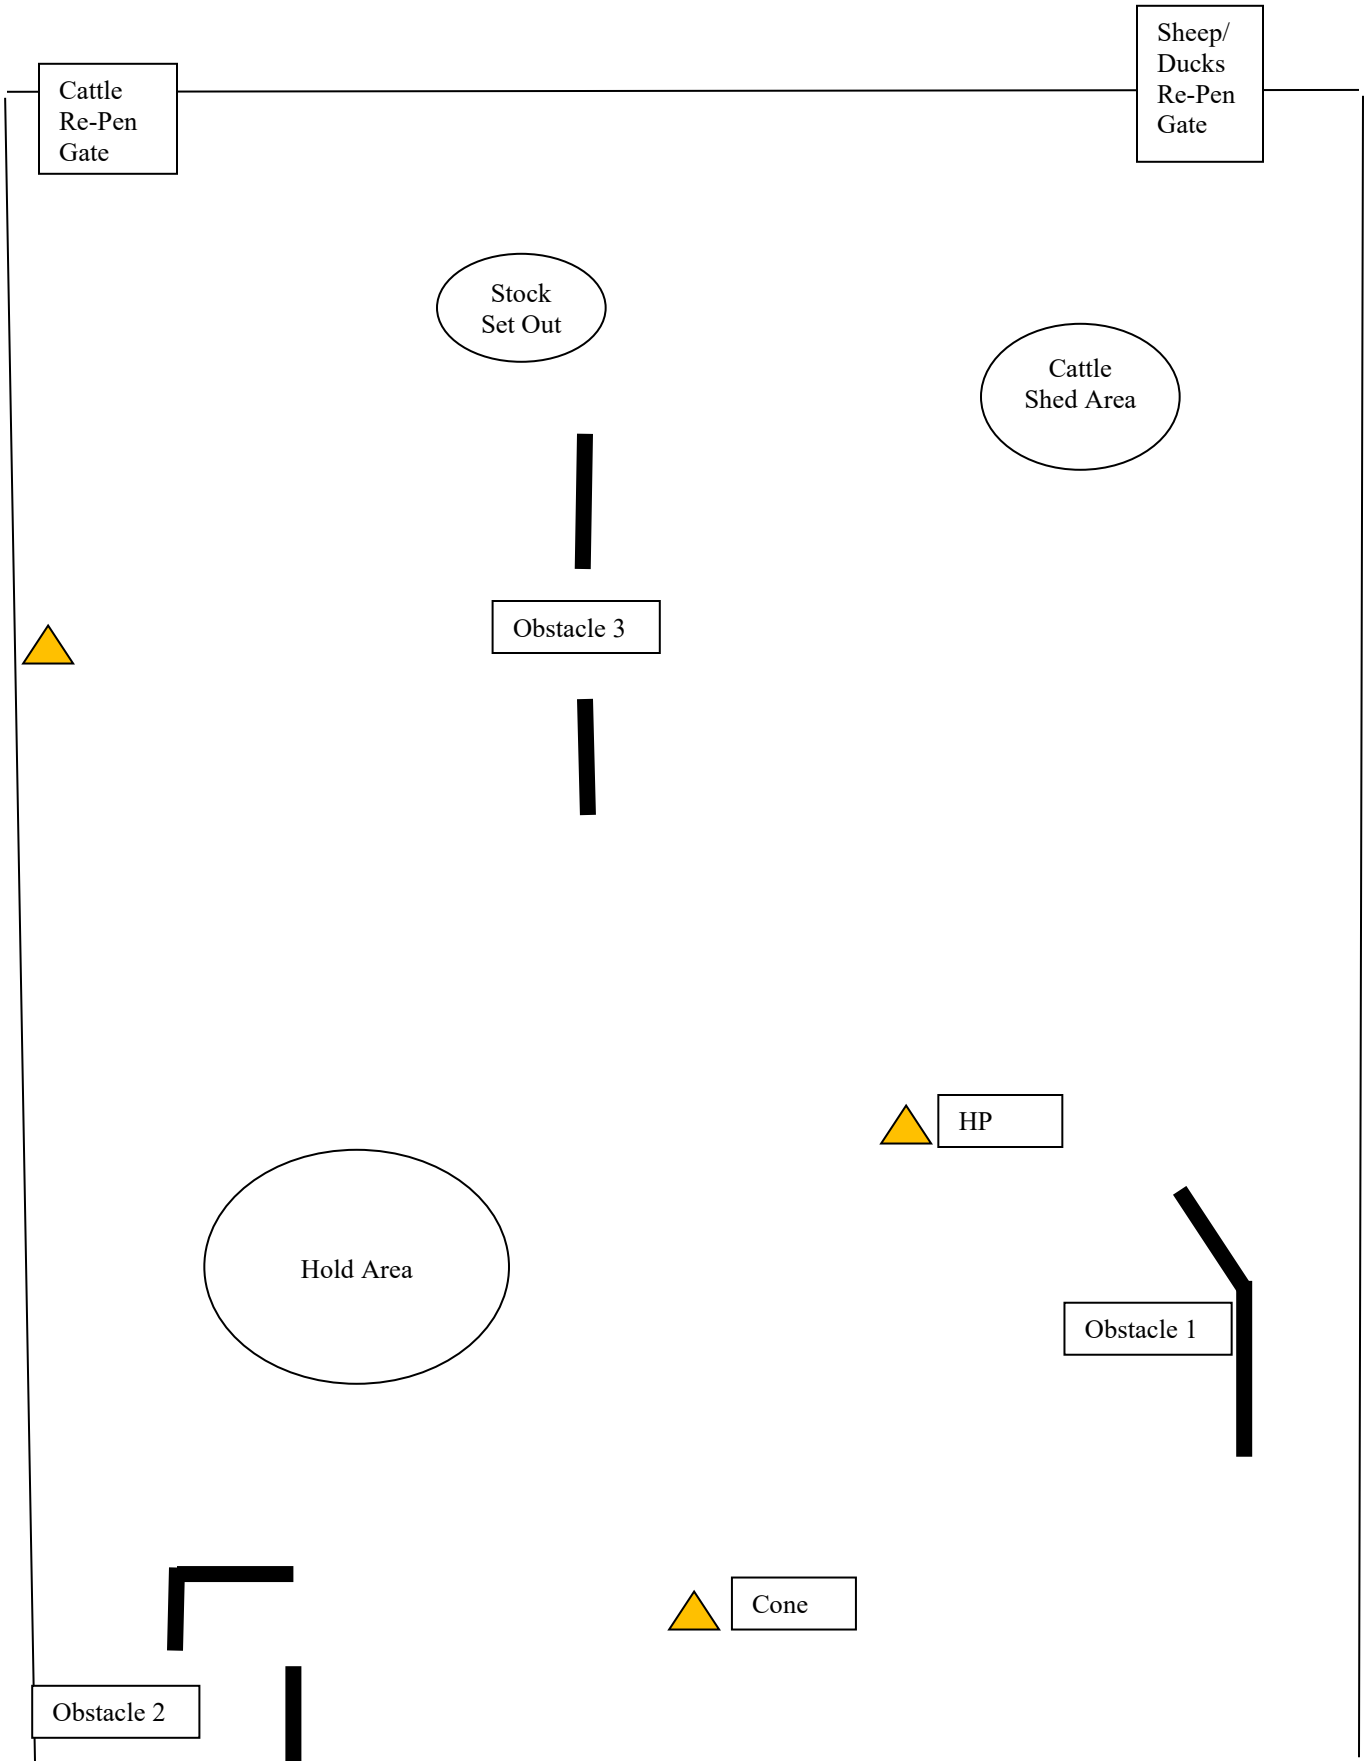 Sheep/
Ducks
Re-Pen
Gate
Cattle
Re-Pen
Gate
Stock
Set Out
Cattle
Shed Area
Obstacle 3
HP
Hold Area
Obstacle 1
Cone
Obstacle 2